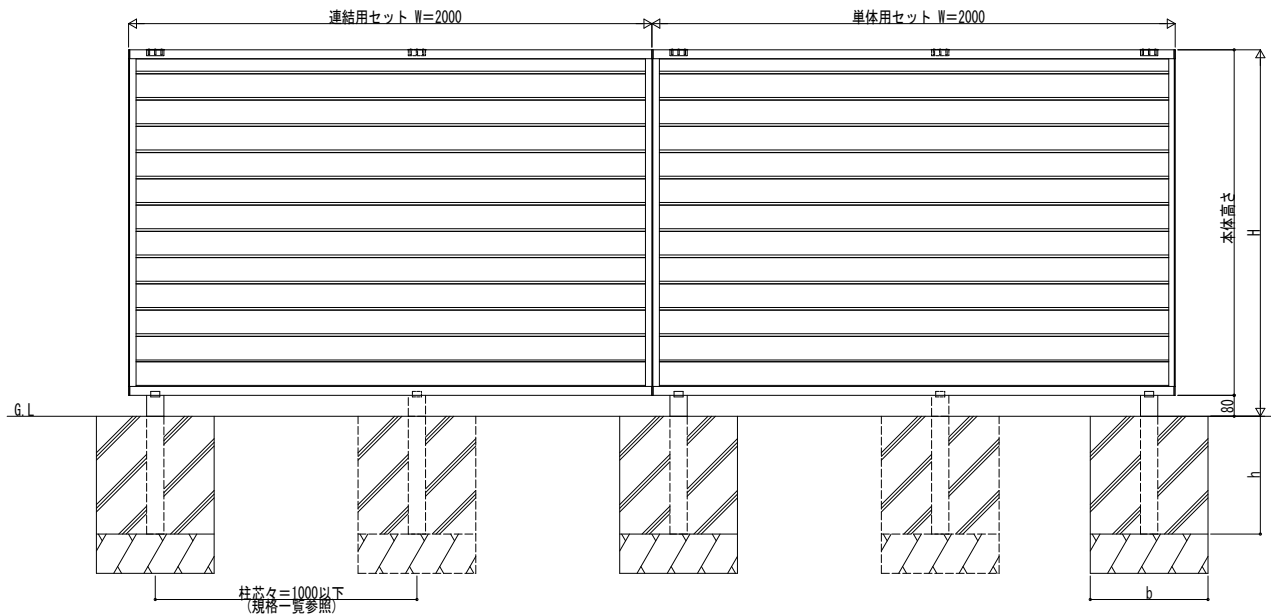 連結用セット W=2000
単体用セット W=2000
本体高さ
H
G.L
80
h
柱芯々=1000以下
(規格一覧参照)
b